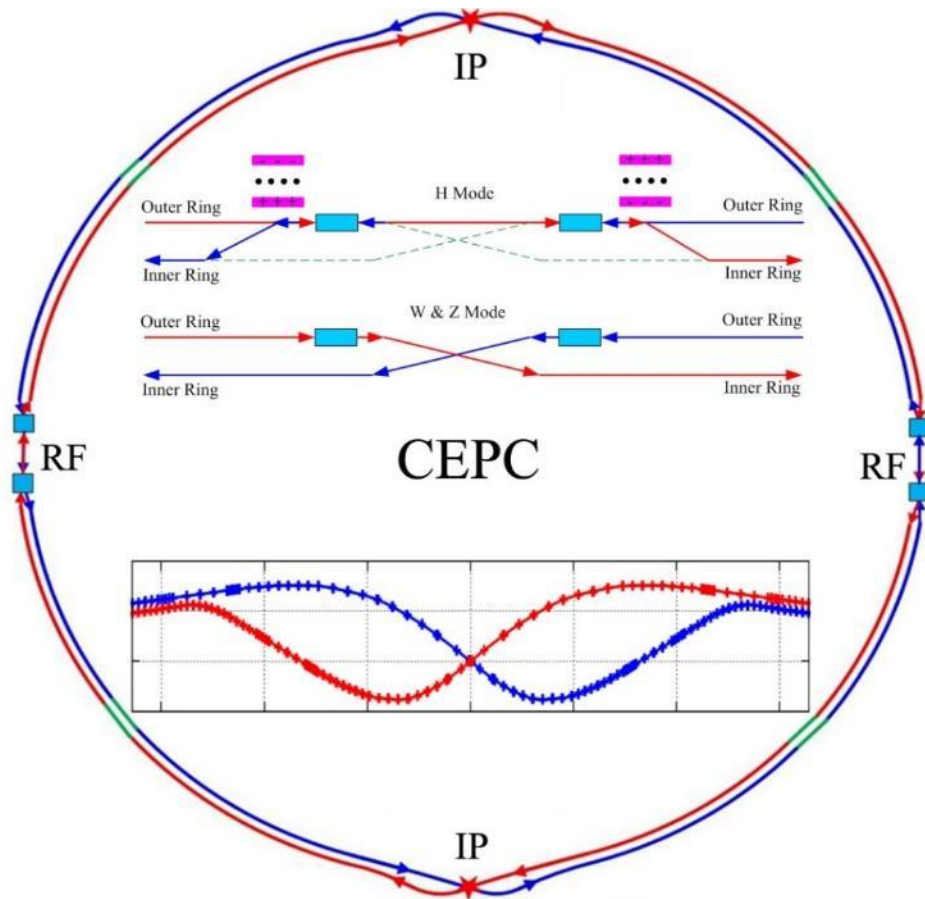 IP
- - -
+ + +
• • • •
• • • •
+ + +
- - -
H Mode
Outer Ring
Outer Ring
Inner Ring
Inner Ring
W & Z Mode
Outer Ring
Outer Ring
Inner Ring
Inner Ring
RF
CEPC
RF
IP